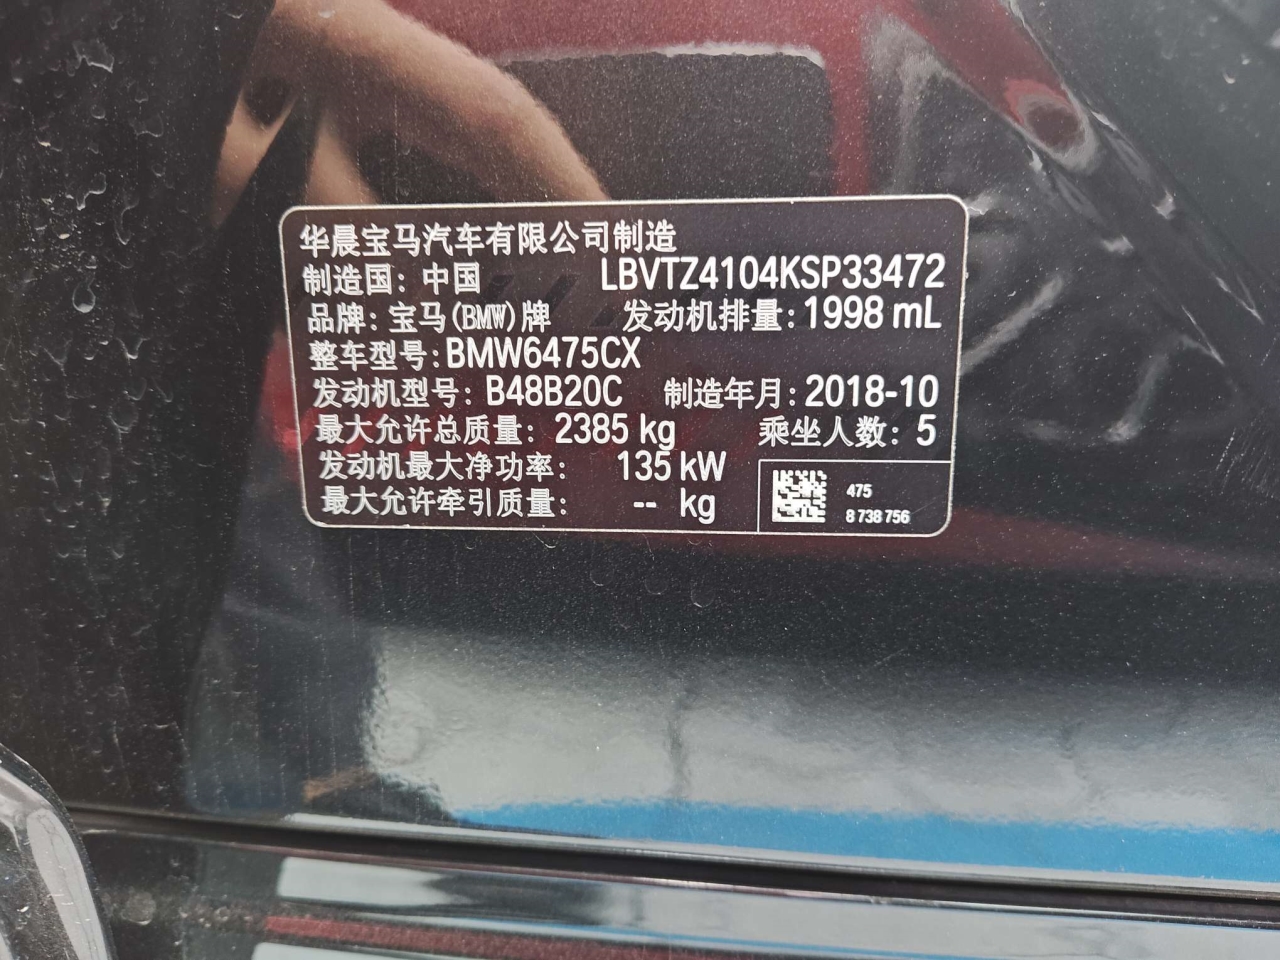 华晨宝马汽车有限公司制造
制造国: 中国 LBVTZ4104KSP33472
品牌: 宝马(BMW)牌 发动机排量: 1998 mL
整车型号: BMW6475CX
发动机型号: B48B20C 制造年月: 2018-10
最大允许总质量: 2385 kg 乘坐人数: 5
发动机最大净功率: 135 kW
最大允许牵引质量: -- kg
475
8 738 756